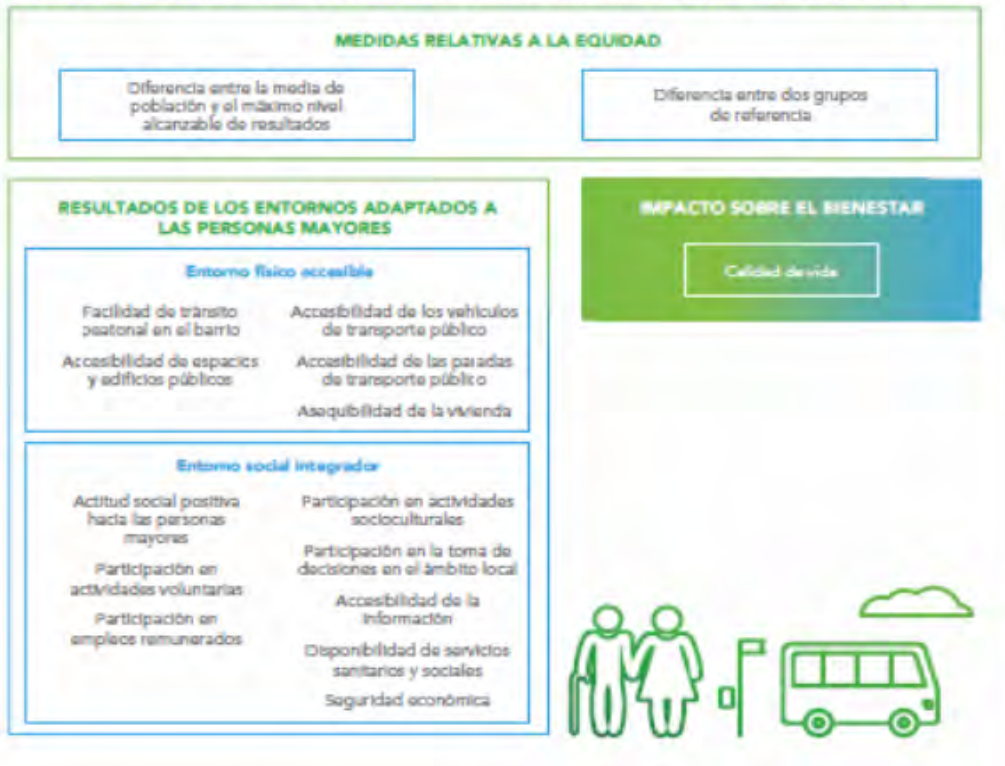 MEDIDAS RELATIVAS A LA EQUIDAD
Diferencia entre la media de
población y el máximo nivel
alcanzable de resultados
Diferencia entre dos grupos
de referencia
RESULTADOS DE LOS ENTORNOS ADAPTADOS A
LAS PERSONAS MAYORES
Entorno físico accesible
Facilidad de tránsito
peatonal en el barrio
Accesibilidad de espacios
y edificios públicos
Accesibilidad de los vehículos
de transporte público
Accesibilidad de las paradas
de transporte público
Asequibilidad de la vivienda
Entorno social integrador
Actitud social positiva
hacia las personas
mayores
Participación en
actividades voluntarias
Participación en
empleos remunerados
Participación en actividades
socioculturales
Participación en la toma de
decisiones en el ámbito local
Accesibilidad de la
información
Disponibilidad de servicios
sanitarios y sociales
Seguridad económica
IMPACTO SOBRE EL BIENESTAR
Calidad de vida